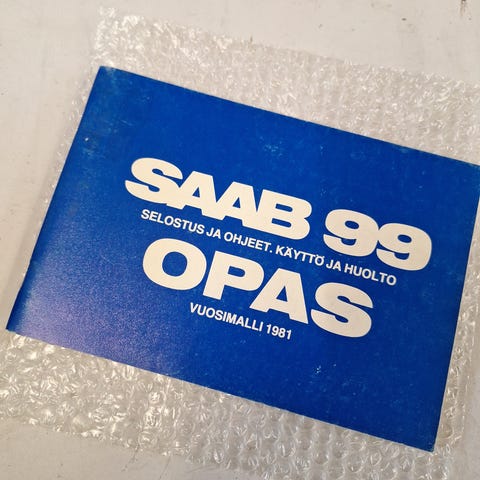 SAAB 99
SELOSTUS JA OHJEET. KÄYTTÖ JA HUOLTO
OPAS
VUOSIMALLI 1981